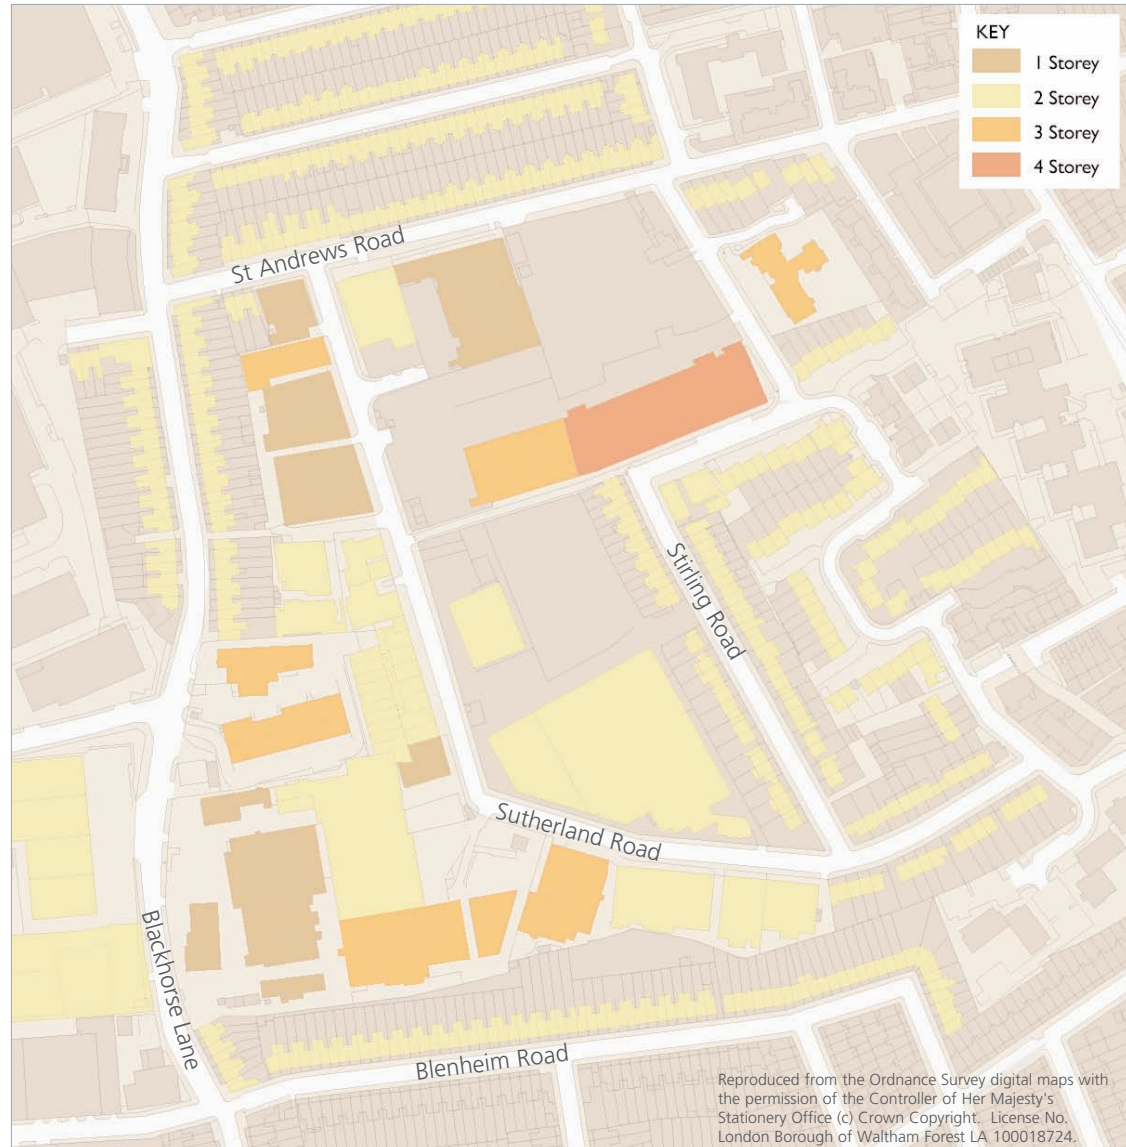 KEY
1 Storey
2 Storey
3 Storey
4 Storey
St Andrews Road
Stirling Road
Sutherland Road
Blackhorse Lane
Blenheim Road
Reproduced from the Ordnance Survey digital maps with
the permission of the Controller of Her Majesty's
Stationery Office (c) Crown Copyright. License No.
London Borough of Waltham Forest LA 100018724.